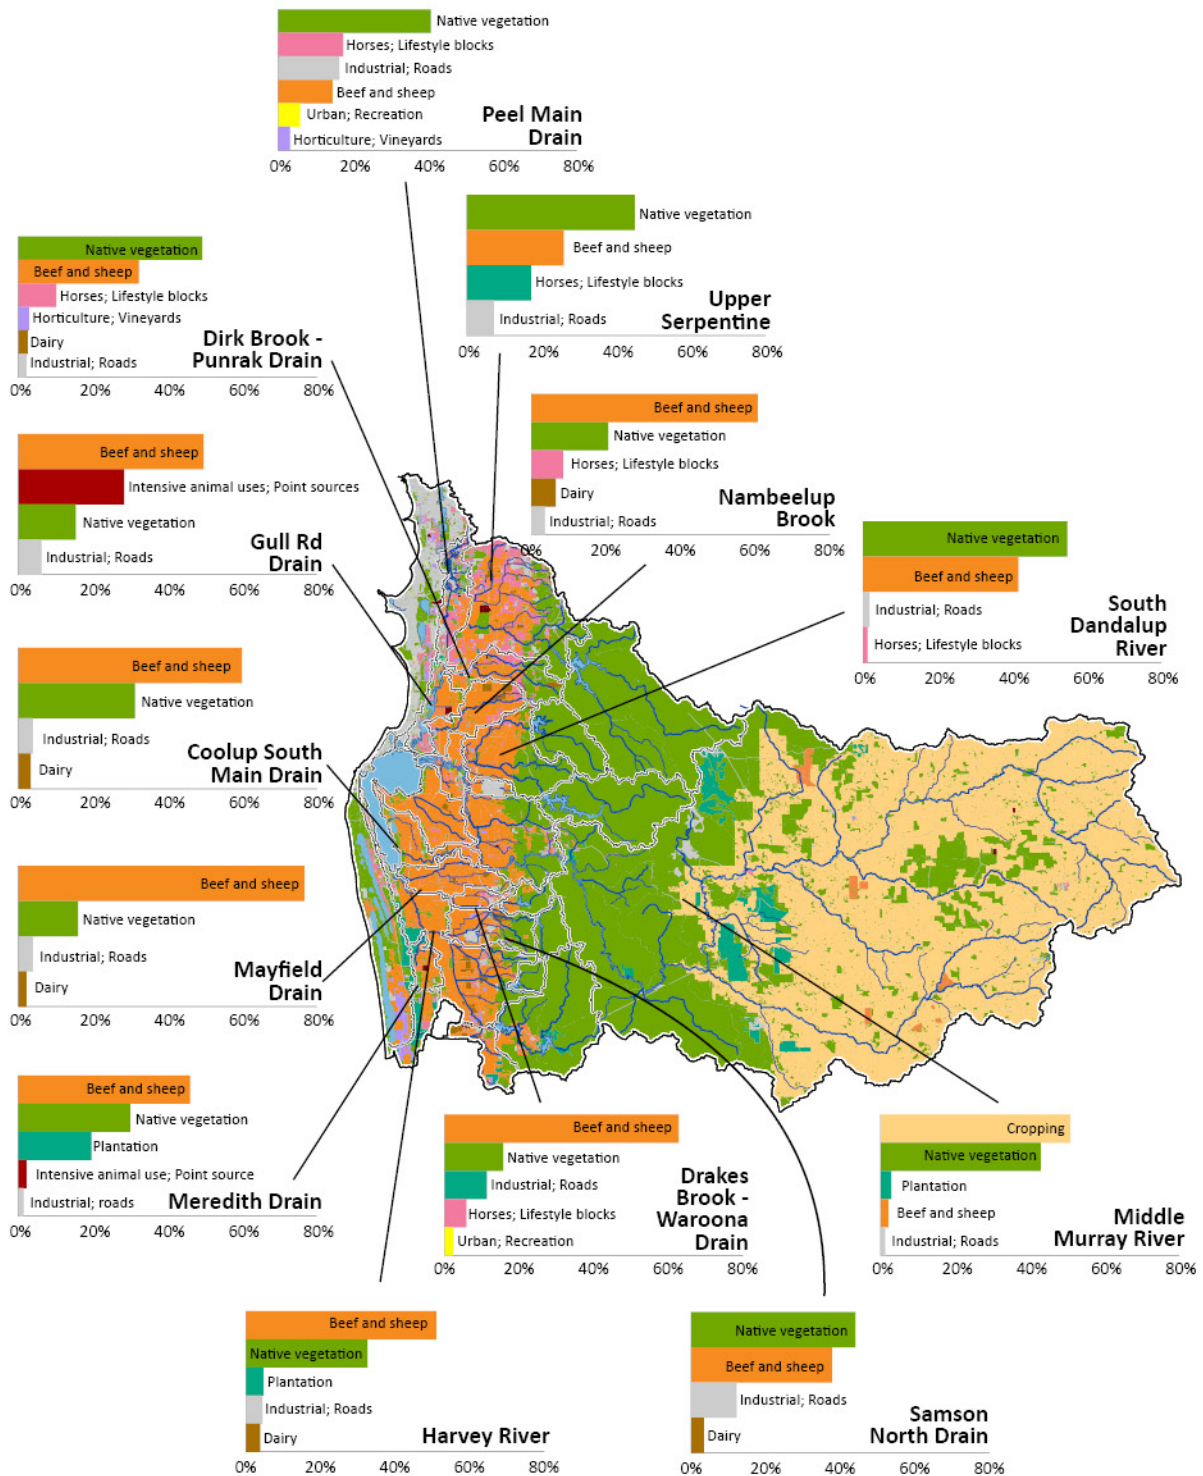 Native vegetation
Horses; Lifestyle blocks
Industrial; Roads
Beef and sheep
Urban; Recreation
Horticulture; Vineyards
Peel Main
Drain
0% 20% 40% 60% 80%
Native vegetation
Beef and sheep
Horses; Lifestyle blocks
Industrial; Roads
Upper
Serpentine
0% 20% 40% 60% 80%
Native vegetation
Beef and sheep
Horses; Lifestyle blocks
Horticulture; Vineyards
Dairy
Industrial; Roads
Dirk Brook -
Punrak Drain
0% 20% 40% 60% 80%
Beef and sheep
Native vegetation
Horses; Lifestyle blocks
Dairy
Industrial; Roads
Nambeelup
Brook
0% 20% 40% 60% 80%
Beef and sheep
Intensive animal uses; Point sources
Native vegetation
Industrial; Roads
Gull Rd
Drain
0% 20% 40% 60% 80%
Native vegetation
Beef and sheep
Industrial; Roads
Horses; Lifestyle blocks
South
Dandalup
River
0% 20% 40% 60% 80%
Beef and sheep
Native vegetation
Industrial; Roads
Dairy
Coolup South
Main Drain
0% 20% 40% 60% 80%
Beef and sheep
Native vegetation
Industrial; Roads
Dairy
Mayfield
Drain
0% 20% 40% 60% 80%
Beef and sheep
Native vegetation
Plantation
Intensive animal use; Point source
Industrial; roads
Meredith Drain
0% 20% 40% 60% 80%
Beef and sheep
Native vegetation
Industrial; Roads
Horses; Lifestyle blocks
Urban; Recreation
Drakes
Brook -
Waroona
Drain
0% 20% 40% 60% 80%
Cropping
Native vegetation
Plantation
Beef and sheep
Industrial; Roads
Middle
Murray River
0% 20% 40% 60% 80%
Beef and sheep
Native vegetation
Plantation
Industrial; Roads
Dairy
Harvey River
0% 20% 40% 60% 80%
Native vegetation
Beef and sheep
Industrial; Roads
Dairy
Samson
North Drain
0% 20% 40% 60% 80%